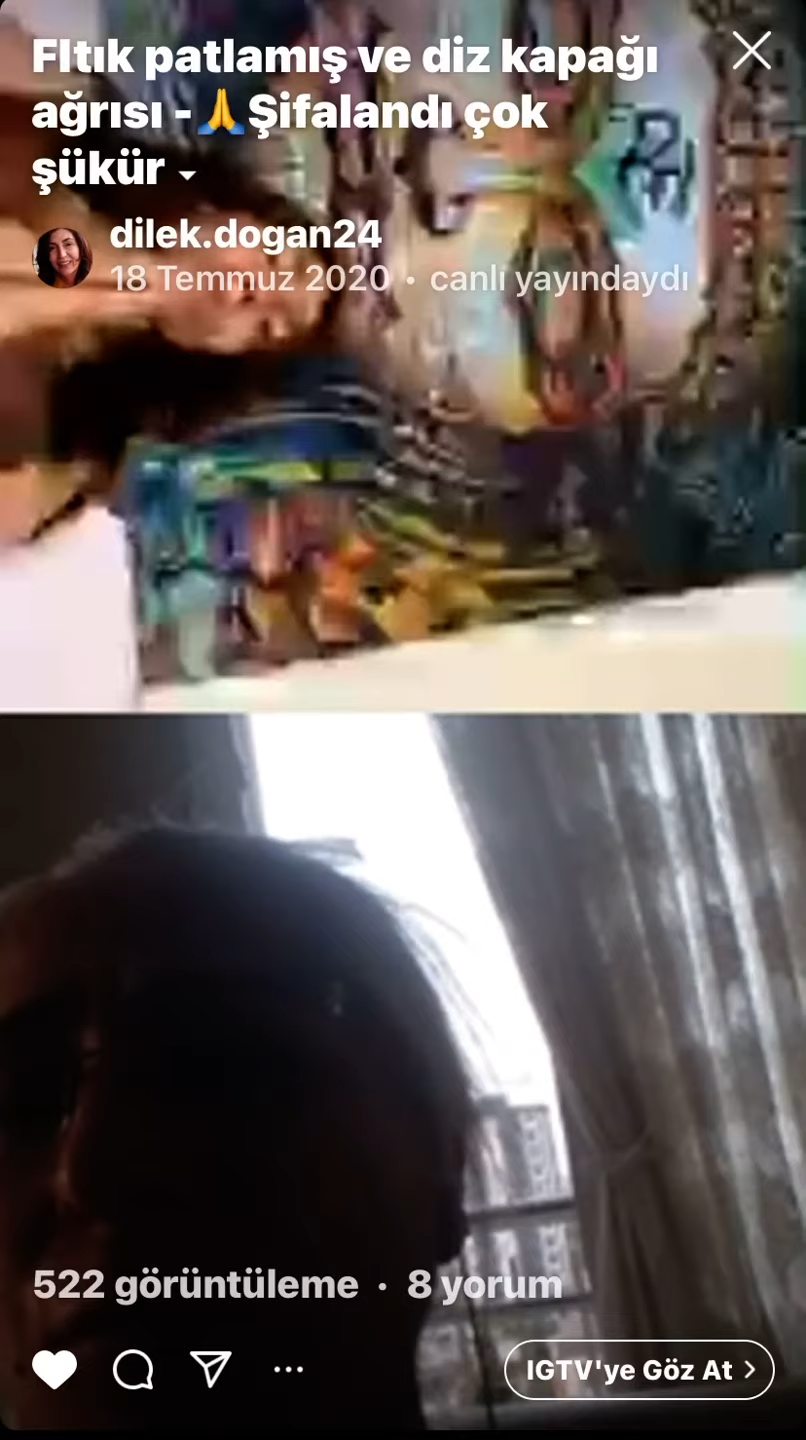 FItık patlamış ve diz kapağı
ağrısı -🙏Şifalandı çok
şükür
dilek.dogan24
18 Temmuz 2020 • canlı yayındaydı
522 görüntüleme • 8 yorum
IGTV'ye Göz At